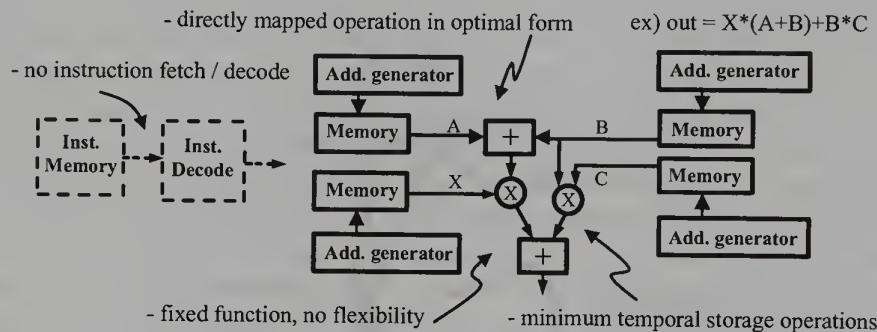 - directly mapped operation in optimal form
ex) out = X*(A+B)+B*C
- no instruction fetch / decode
Add. generator
Add. generator
Inst.
Memory
Inst.
Decode
Memory
A
+
B
Memory
Memory
X
X
X
C
Memory
Add. generator
+
Add. generator
- fixed function, no flexibility
- minimum temporal storage operations